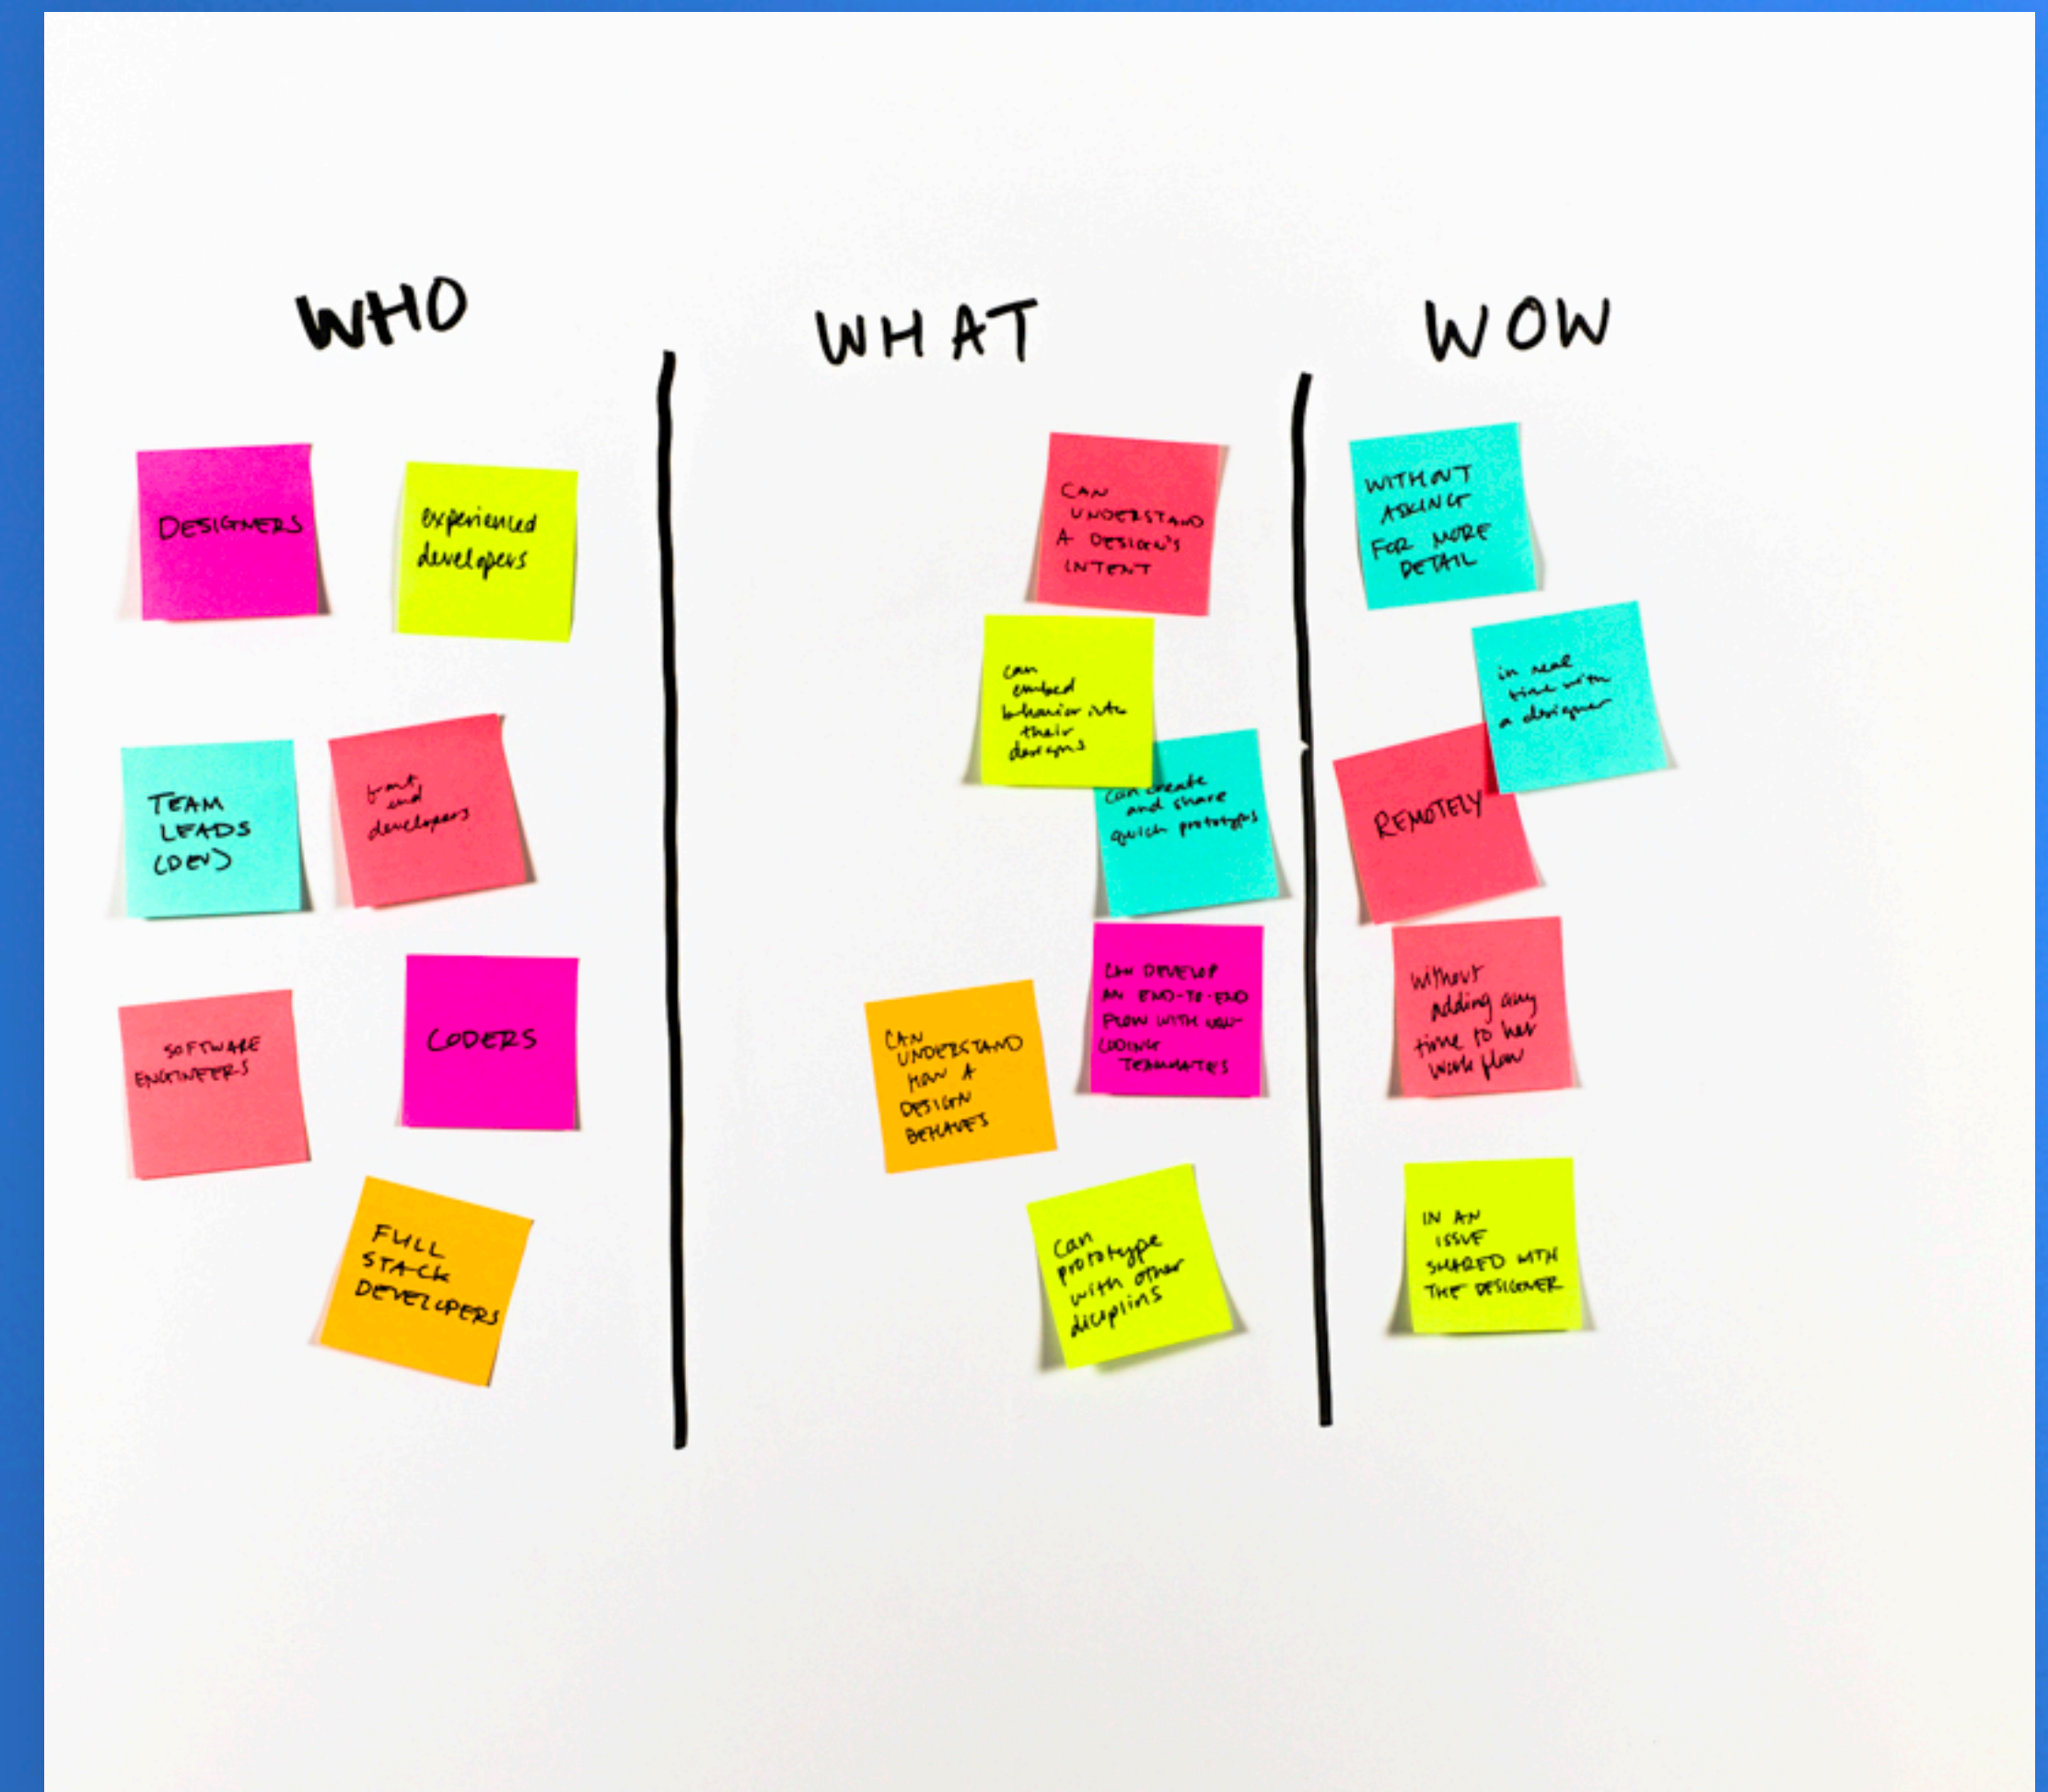 WHO
DESIGNERS
experienced
developers
TEAM
LEADS
(DEV)
front
end
developers
SOFTWARE
ENGINEERS
CODERS
FULL
STACK
DEVELOPERS
WHAT
CAN
UNDERSTAND
A DESIGN'S
INTENT
can
embed
behavior into
their
designs
can create
and share
quick prototypes
CAN DEVELOP
AN END-TO-END
FLOW WITH NON-
CODING
TEAMMATES
CAN
UNDERSTAND
HOW A
DESIGN
BEHAVES
can
prototype
with other
diciplins
WOW
WITHOUT
ASKING
FOR MORE
DETAIL
in real
time with
a designer
REMOTELY
without
adding any
time to her
work flow
IN AN
ISSUE
SHARED WITH
THE DESIGNER